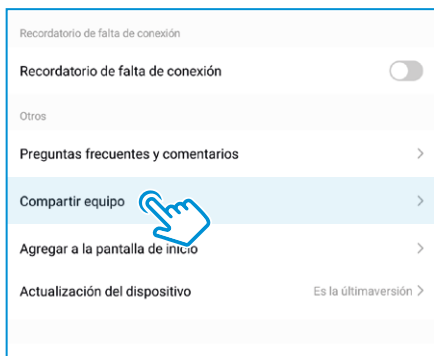 Recordatorio de falta de conexión
Recordatorio de falta de conexión
Otros
Preguntas frecuentes y comentarios
Compartir equipo
Agregar a la pantalla de inicio
Actualización del dispositivo Es la últimaversión